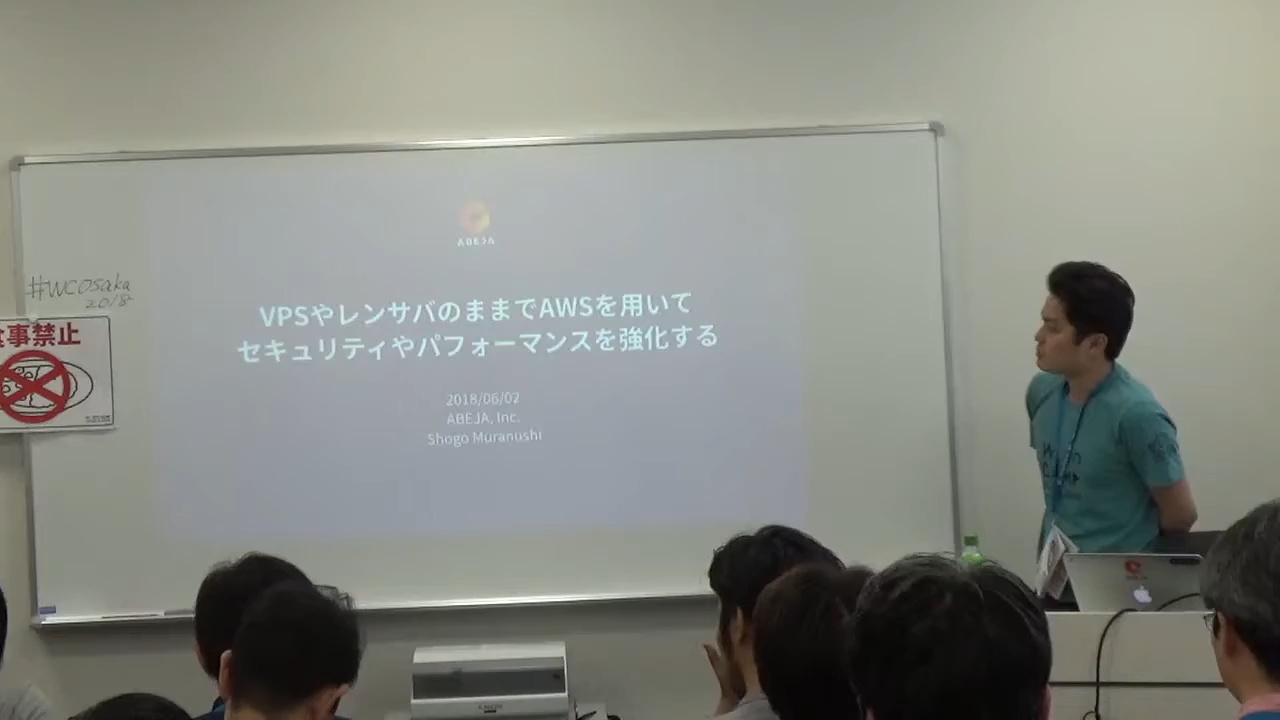 ABEJA
VPSやレンサバのままでAWSを用いて
セキュリティやパフォーマンスを強化する
2018/06/02
ABEJA, Inc.
Shogo Muranushi
#wcosaka
2018
食事禁止